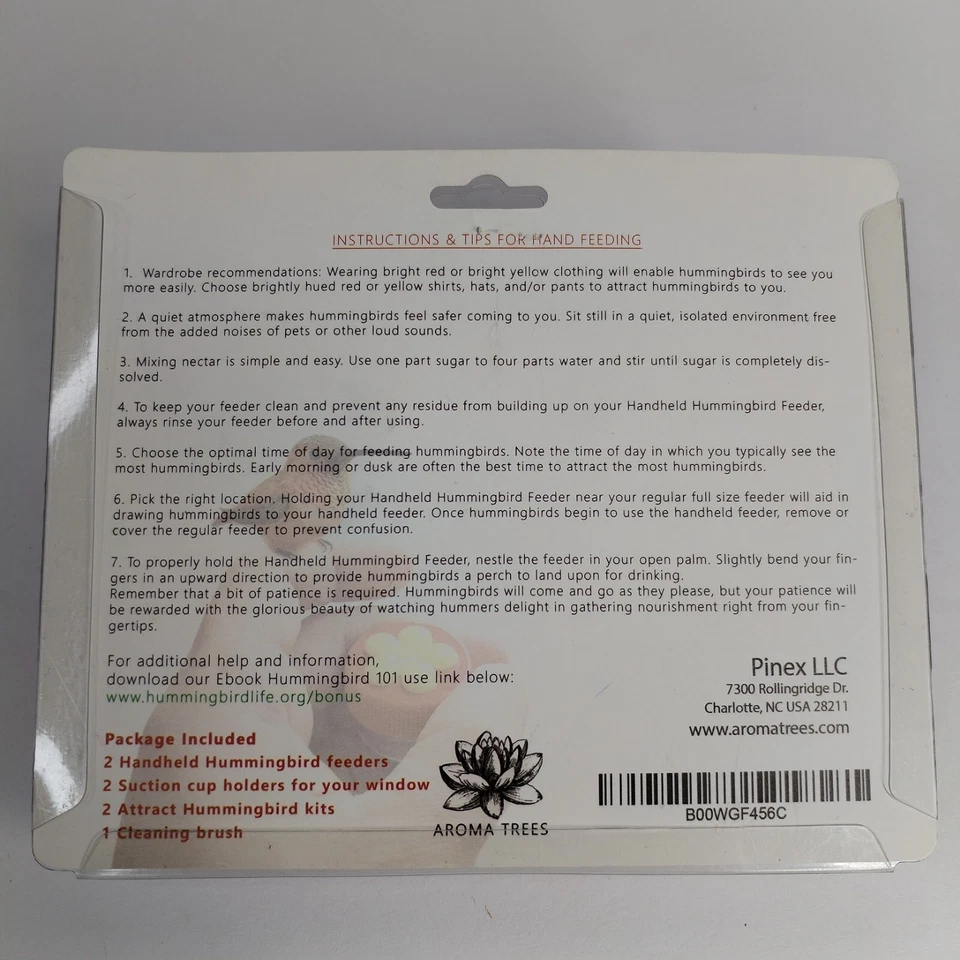 INSTRUCTIONS & TIPS FOR HAND FEEDING
1. Wardrobe recommendations: Wearing bright red or bright yellow clothing will enable hummingbirds to see you
more easily. Choose brightly hued red or yellow shirts, hats, and/or pants to attract hummingbirds to you.
2. A quiet atmosphere makes hummingbirds feel safer coming to you. Sit still in a quiet, isolated environment free
from the added noises of pets or other loud sounds.
3. Mixing nectar is simple and easy. Use one part sugar to four parts water and stir until sugar is completely dis-
solved.
4. To keep your feeder clean and prevent any residue from building up on your Handheld Hummingbird Feeder,
always rinse your feeder before and after using.
5. Choose the optimal time of day for feeding hummingbirds. Note the time of day in which you typically see the
most hummingbirds. Early morning or dusk are often the best time to attract the most hummingbirds.
6. Pick the right location. Holding your Handheld Hummingbird Feeder near your regular full size feeder will aid in
drawing hummingbirds to your handheld feeder. Once hummingbirds begin to use the handheld feeder, remove or
cover the regular feeder to prevent confusion.
7. To properly hold the Handheld Hummingbird Feeder, nestle the feeder in your open palm. Slightly bend your fin-
gers in an upward direction to provide hummingbirds a perch to land upon for drinking.
Remember that a bit of patience is required. Hummingbirds will come and go as they please, but your patience will
be rewarded with the glorious beauty of watching hummers delight in gathering nourishment right from your fin-
gertips.
For additional help and information,
download our Ebook Hummingbird 101 use link below:
www.hummingbirdlife.org/bonus
Package Included
2 Handheld Hummingbird feeders
2 Suction cup holders for your window
2 Attract Hummingbird kits
1 Cleaning brush
AROMA TREES
Pinex LLC
7300 Rollingridge Dr.
Charlotte, NC USA 28211
www.aromatrees.com
B00WGF456C